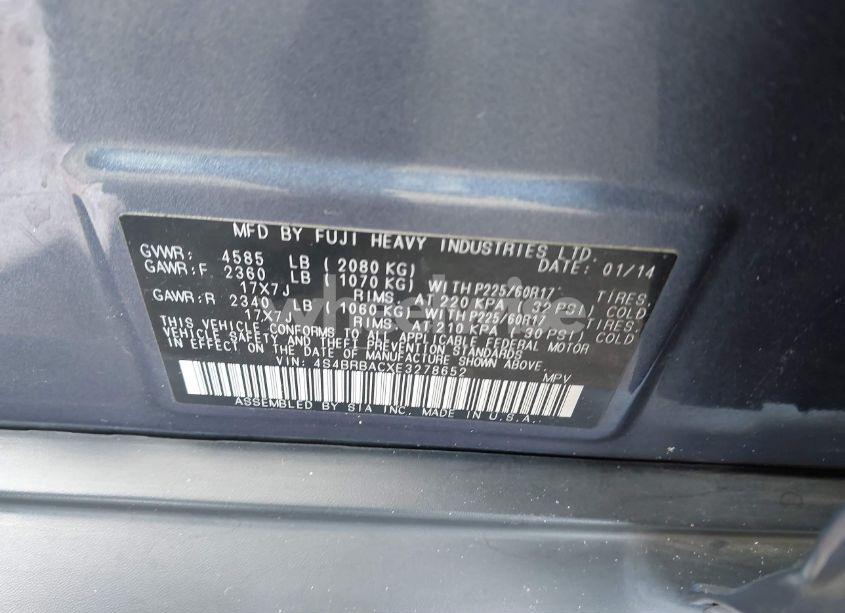 MFD BY FUJI HEAVY INDUSTRIES LTD.
GVWR: 4585 LB (2080 KG) DATE: 01/14
GAWR:F 2360 LB (1070 KG) WITH P225/60R17 TIRES,
17X7J RIMS, AT 220 KPA (32 PSI) COLD
GAWR:R 2340 LB (1060 KG) WITH P225/60R17 TIRES,
17X7J RIMS AT 210 KPA (30 PSI) COLD
THIS VEHICLE CONFORMS TO ALL APPLICABLE FEDERAL MOTOR
VEHICLE SAFETY AND THEFT PREVENTION STANDARDS
IN EFFECT ON THE DATE OF MANUFACTURE SHOWN ABOVE.
VIN: 4S4BRBACXE3278652 MPV
ASSEMBLED BY SIA INC. MADE IN U.S.A.